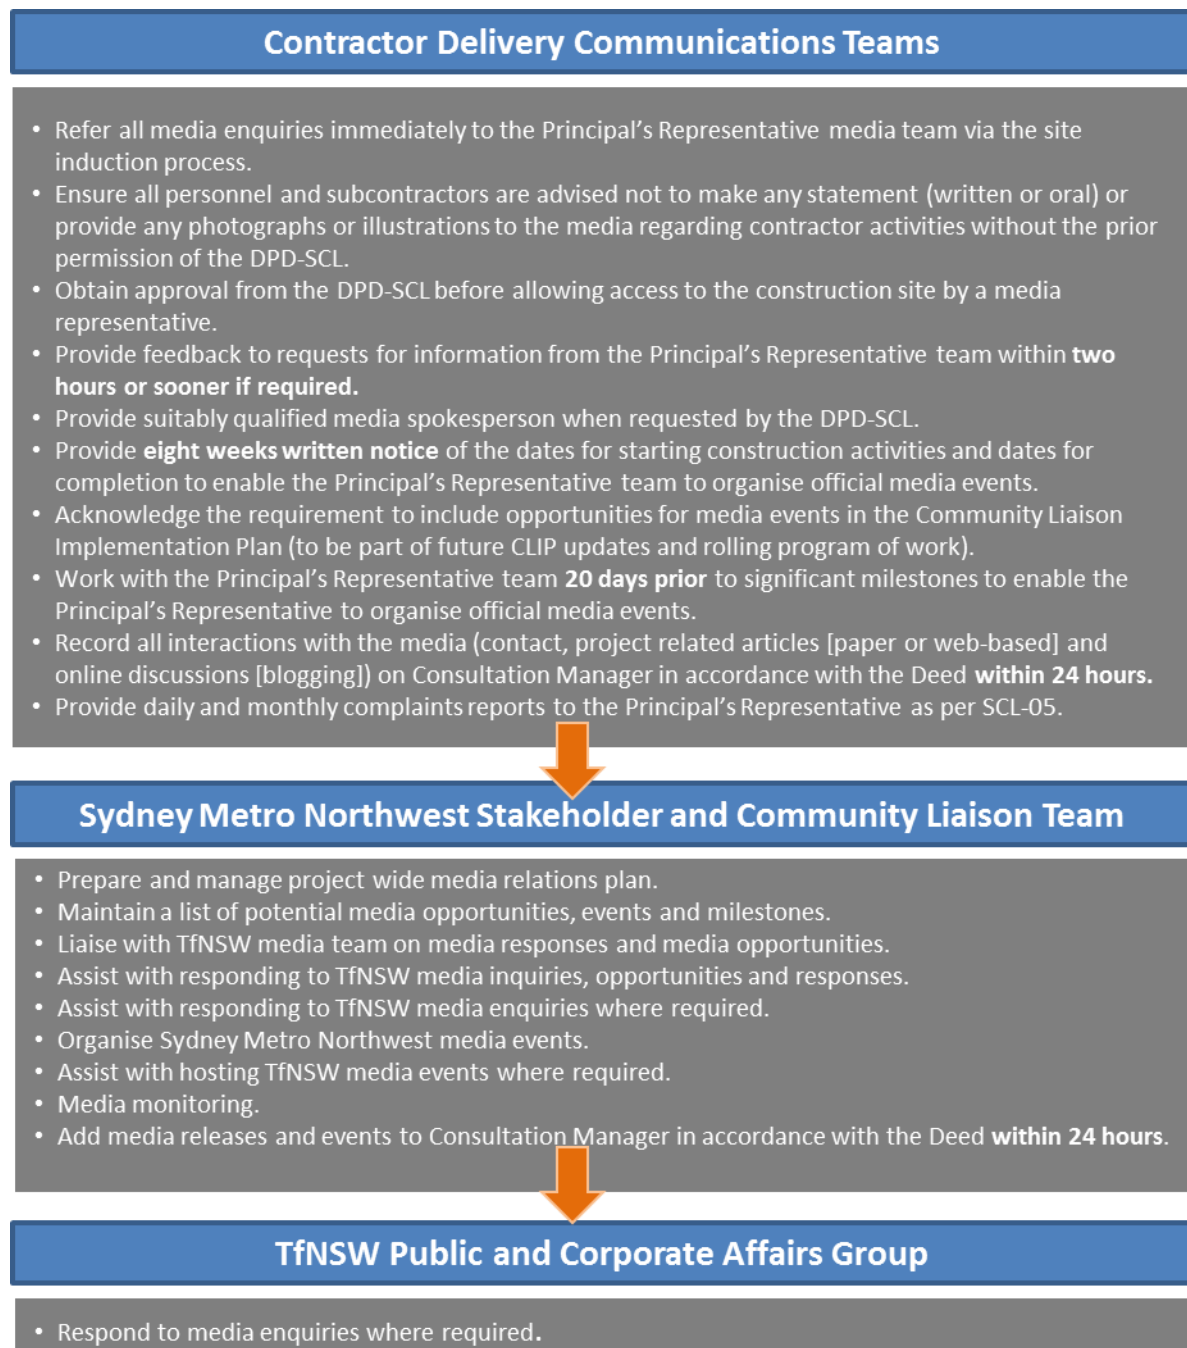 Contractor Delivery Communications Teams
• Refer all media enquiries immediately to the Principal's Representative media team via the site
induction process.
• Ensure all personnel and subcontractors are advised not to make any statement (written or oral) or
provide any photographs or illustrations to the media regarding contractor activities without the prior
permission of the DPD-SCL.
• Obtain approval from the DPD-SCL before allowing access to the construction site by a media
representative.
• Provide feedback to requests for information from the Principal's Representative team within two
hours or sooner if required.
• Provide suitably qualified media spokesperson when requested by the DPD-SCL.
• Provide eight weeks written notice of the dates for starting construction activities and dates for
completion to enable the Principal's Representative team to organise official media events.
• Acknowledge the requirement to include opportunities for media events in the Community Liaison
Implementation Plan (to be part of future CLIP updates and rolling program of work).
• Work with the Principal's Representative team 20 days prior to significant milestones to enable the
Principal's Representative to organise official media events.
• Record all interactions with the media (contact, project related articles [paper or web-based] and
online discussions [blogging]) on Consultation Manager in accordance with the Deed within 24 hours.
• Provide daily and monthly complaints reports to the Principal's Representative as per SCL-05.
Sydney Metro Northwest Stakeholder and Community Liaison Team
• Prepare and manage project wide media relations plan.
• Maintain a list of potential media opportunities, events and milestones.
• Liaise with TfNSW media team on media responses and media opportunities.
• Assist with responding to TfNSW media inquiries, opportunities and responses.
• Assist with responding to TfNSW media enquiries where required.
• Organise Sydney Metro Northwest media events.
• Assist with hosting TfNSW media events where required.
• Media monitoring.
• Add media releases and events to Consultation Manager in accordance with the Deed within 24 hours.
TfNSW Public and Corporate Affairs Group
• Respond to media enquiries where required.